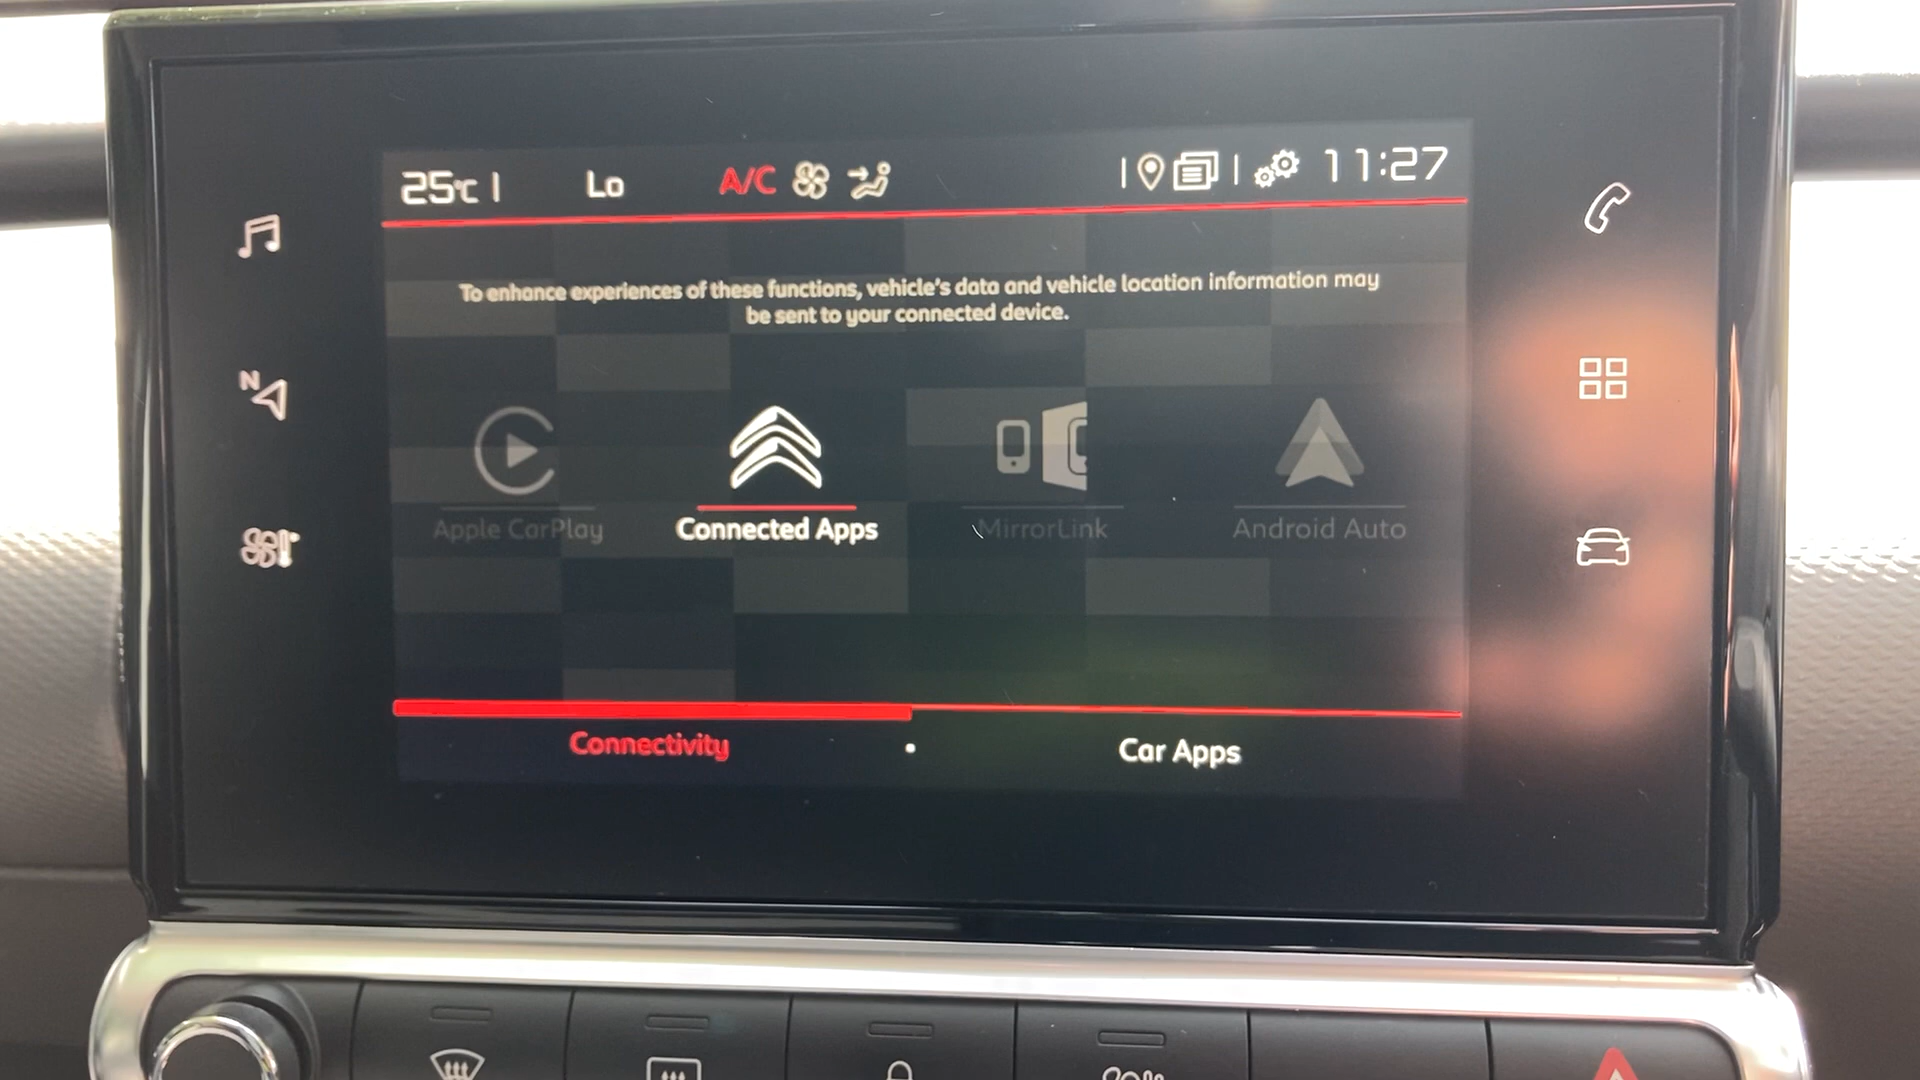 25°C Lo A/C 11:27
To enhance experiences of these functions, vehicle's data and vehicle location information may
be sent to your connected device.
N
Apple CarPlay Connected Apps MirrorLink Android Auto
Connectivity Car Apps